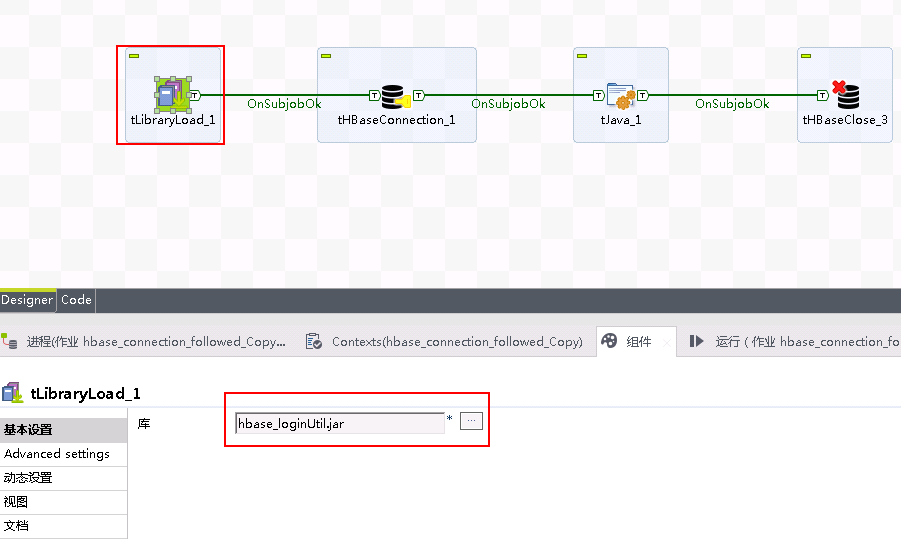 OnSubjobOk OnSubjobOk OnSubjobOk
tLibraryLoad_1 tHBaseConnection_1 tJava_1 tHBaseClose_3
Designer Code
进程(作业 hbase_connection_followed_Copy... Contexts(hbase_connection_followed_Copy) 组件 运行 ( 作业 hbase_connection_fo
tLibraryLoad_1
库 hbase_loginUtil.jar * ...
基本设置
Advanced settings
动态设置
视图
文档